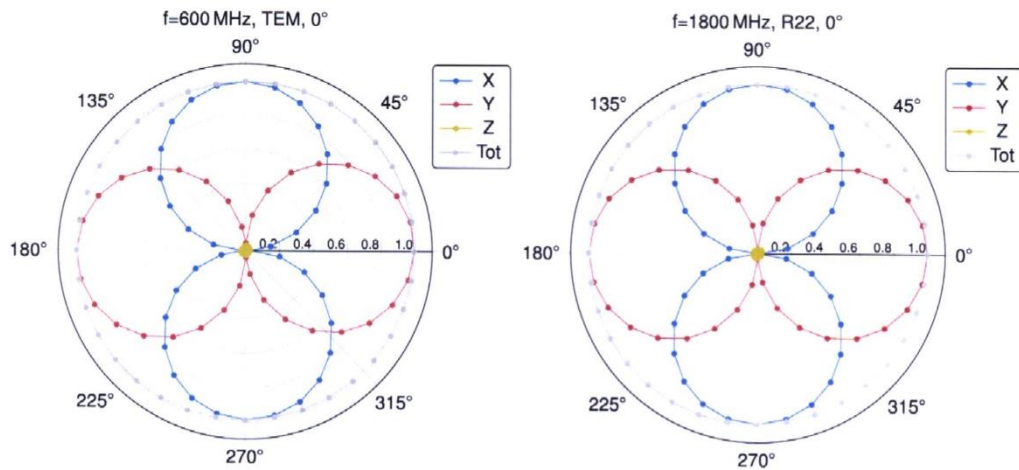 f=600 MHz, TEM, 0°
90°
135°
45°
180°
0°
225°
315°
270°
0.2 0.4 0.6 0.8 1.0
X
Y
Z
Tot
f=1800 MHz, R22, 0°
90°
135°
45°
180°
0°
225°
315°
270°
0.2 0.4 0.6 0.8 1.0
X
Y
Z
Tot